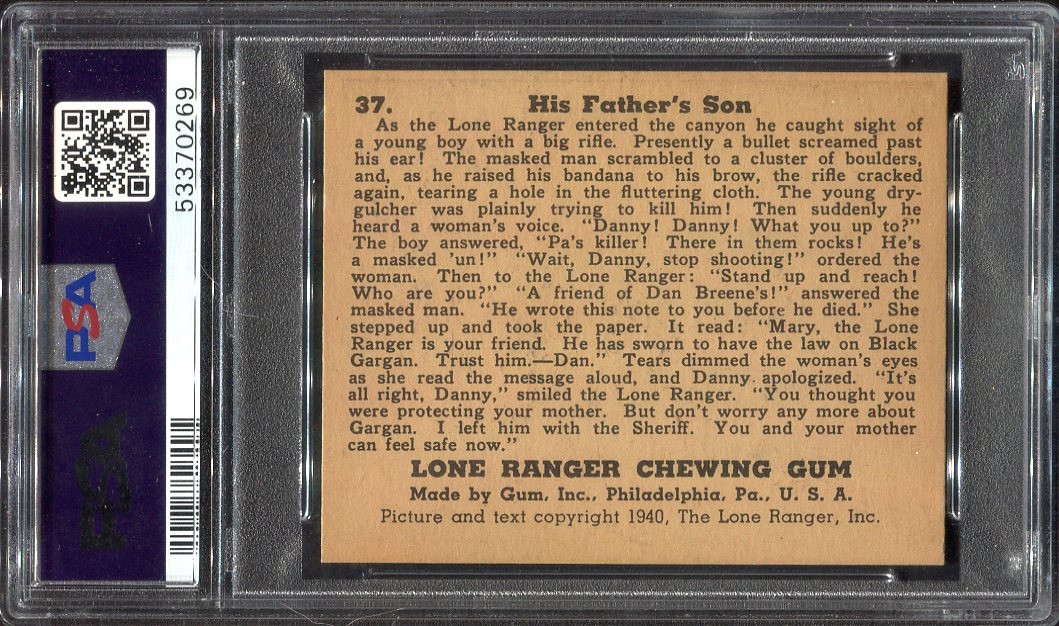 53370269
PSA
PSA
37. His Father's Son
As the Lone Ranger entered the canyon he caught sight of
a young boy with a big rifle. Presently a bullet screamed past
his ear! The masked man scrambled to a cluster of boulders,
and, as he raised his bandana to his brow, the rifle cracked
again, tearing a hole in the fluttering cloth. The young dry-
gulcher was plainly trying to kill him! Then suddenly he
heard a woman's voice. "Danny! Danny! What you up to?"
The boy answered, "Pa's killer! There in them rocks! He's
a masked 'un!" "Wait, Danny, stop shooting!" ordered the
woman. Then to the Lone Ranger: "Stand up and reach!
Who are you?" "A friend of Dan Breene's!" answered the
masked man. "He wrote this note to you before he died." She
stepped up and took the paper. It read: "Mary, the Lone
Ranger is your friend. He has sworn to have the law on Black
Gargan. Trust him.—Dan." Tears dimmed the woman's eyes
as she read the message aloud, and Danny apologized. "It's
all right, Danny," smiled the Lone Ranger. "You thought you
were protecting your mother. But don't worry any more about
Gargan. I left him with the Sheriff. You and your mother
can feel safe now."
LONE RANGER CHEWING GUM
Made by Gum, Inc., Philadelphia, Pa., U. S. A.
Picture and text copyright 1940, The Lone Ranger, Inc.